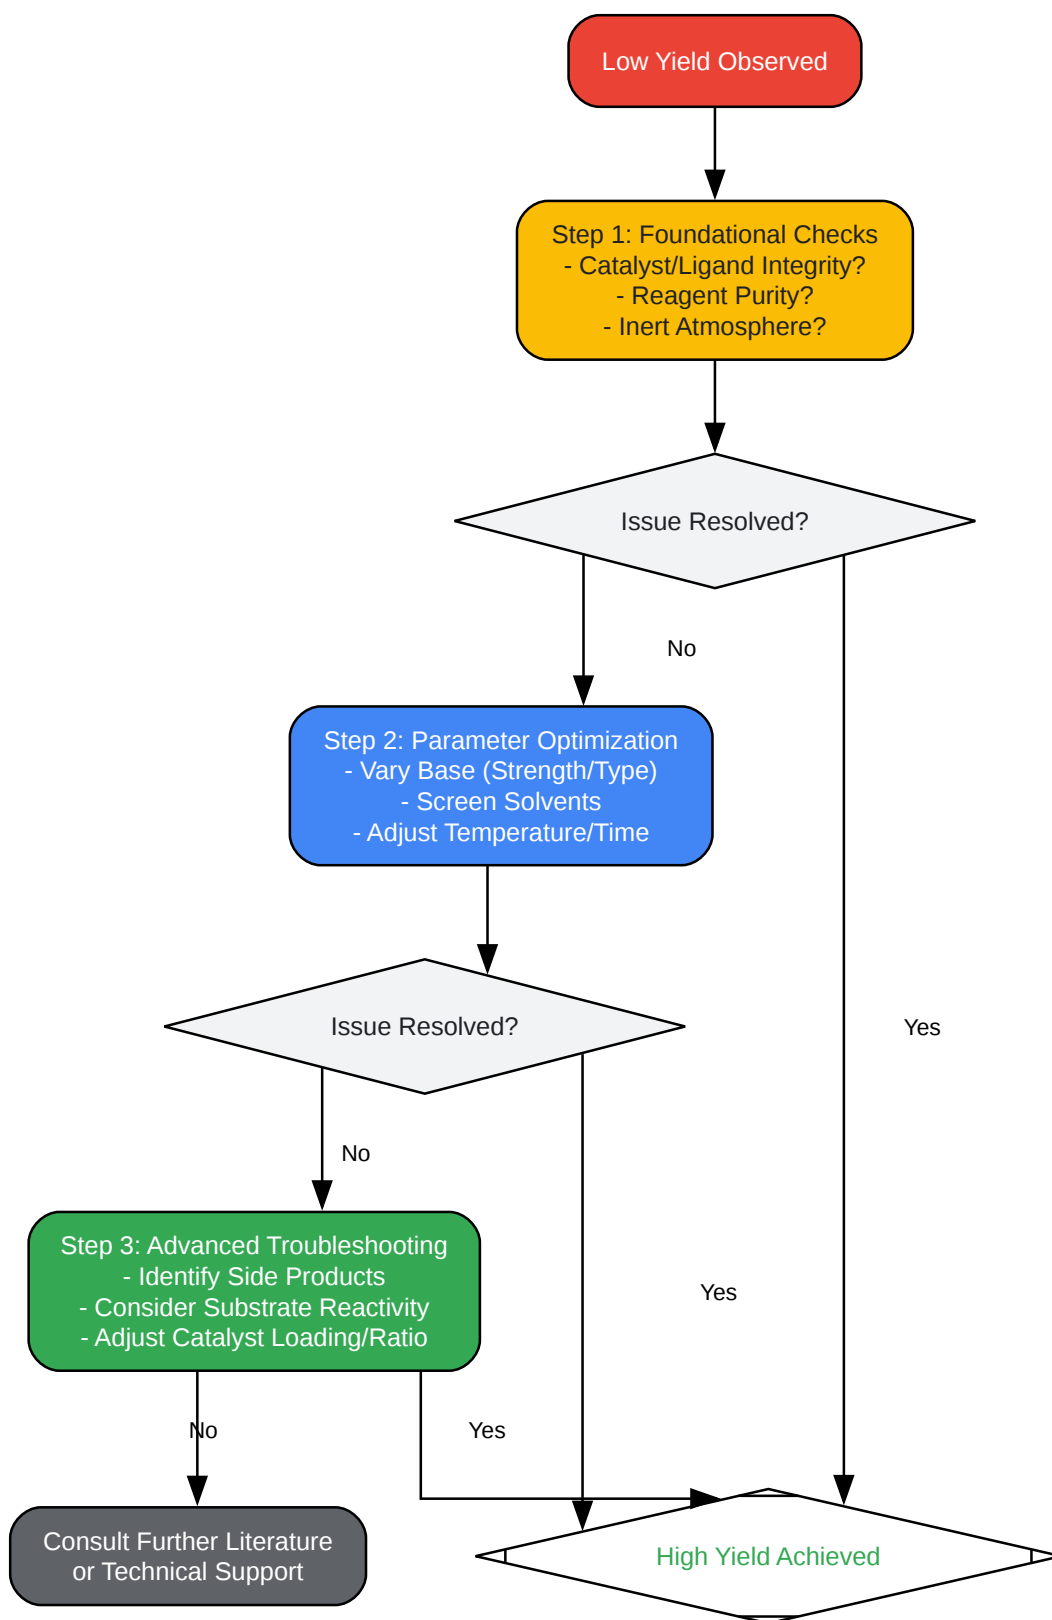 Low Yield Observed
Step 1: Foundational Checks
- Catalyst/Ligand Integrity?
- Reagent Purity?
- Inert Atmosphere?
Issue Resolved?
No
Step 2: Parameter Optimization
- Vary Base (Strength/Type)
- Screen Solvents
- Adjust Temperature/Time
Issue Resolved?
Yes
No
Step 3: Advanced Troubleshooting
- Identify Side Products
- Consider Substrate Reactivity
- Adjust Catalyst Loading/Ratio
Yes
No
Yes
Consult Further Literature
or Technical Support
High Yield Achieved